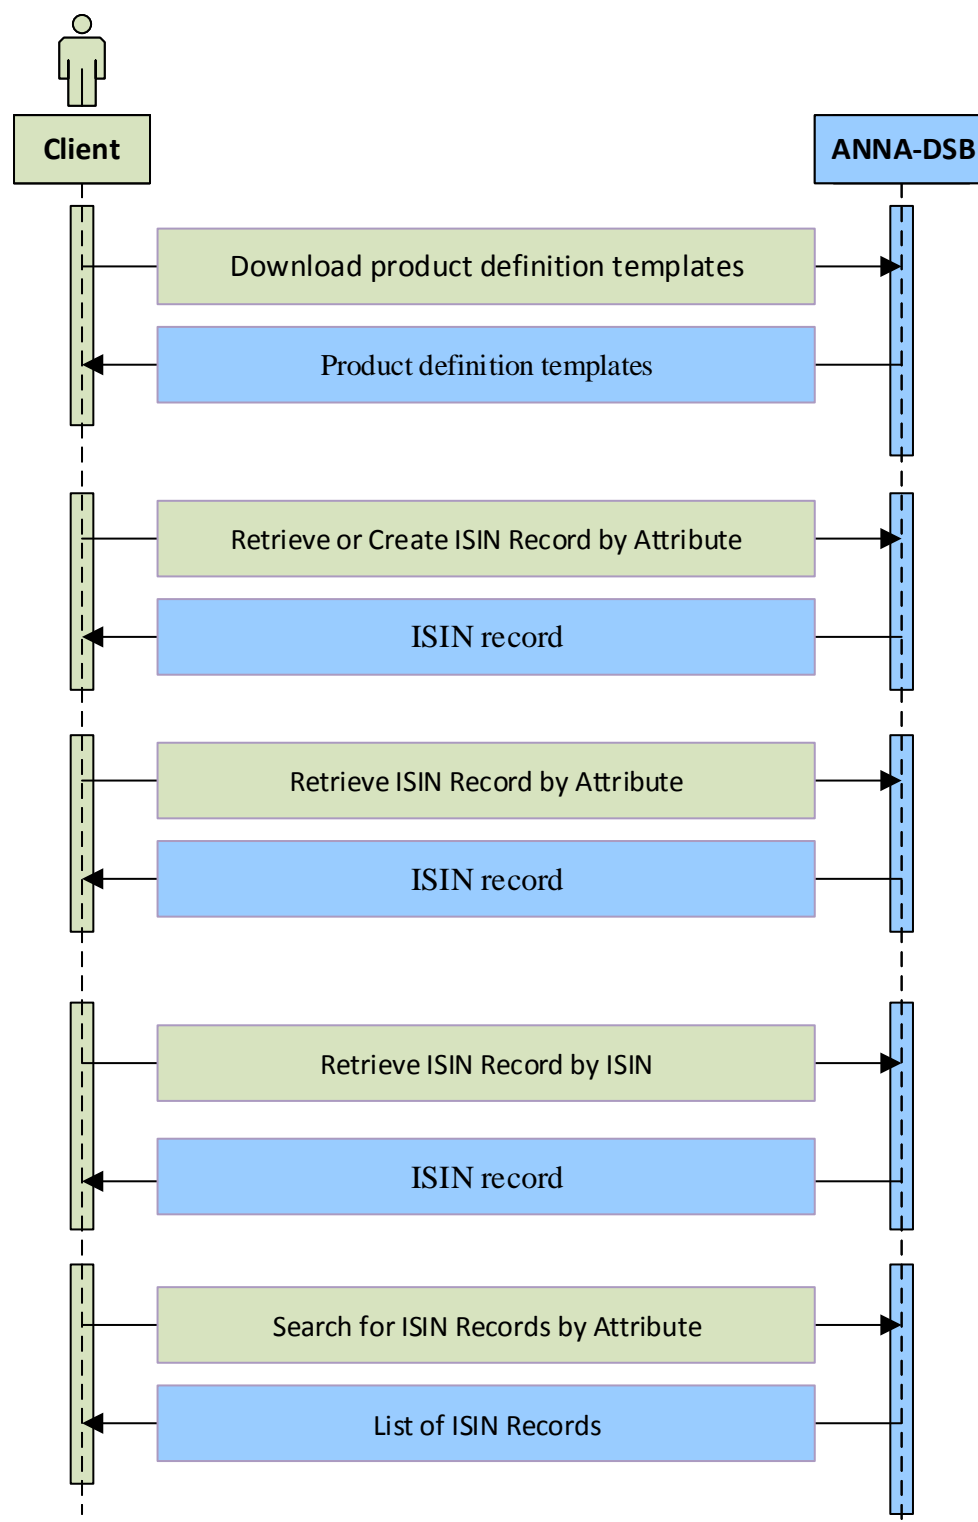 Client
ANNA-DSB
Download product definition templates
Product definition templates
Retrieve or Create ISIN Record by Attribute
ISIN record
Retrieve ISIN Record by Attribute
ISIN record
Retrieve ISIN Record by ISIN
ISIN record
Search for ISIN Records by Attribute
List of ISIN Records